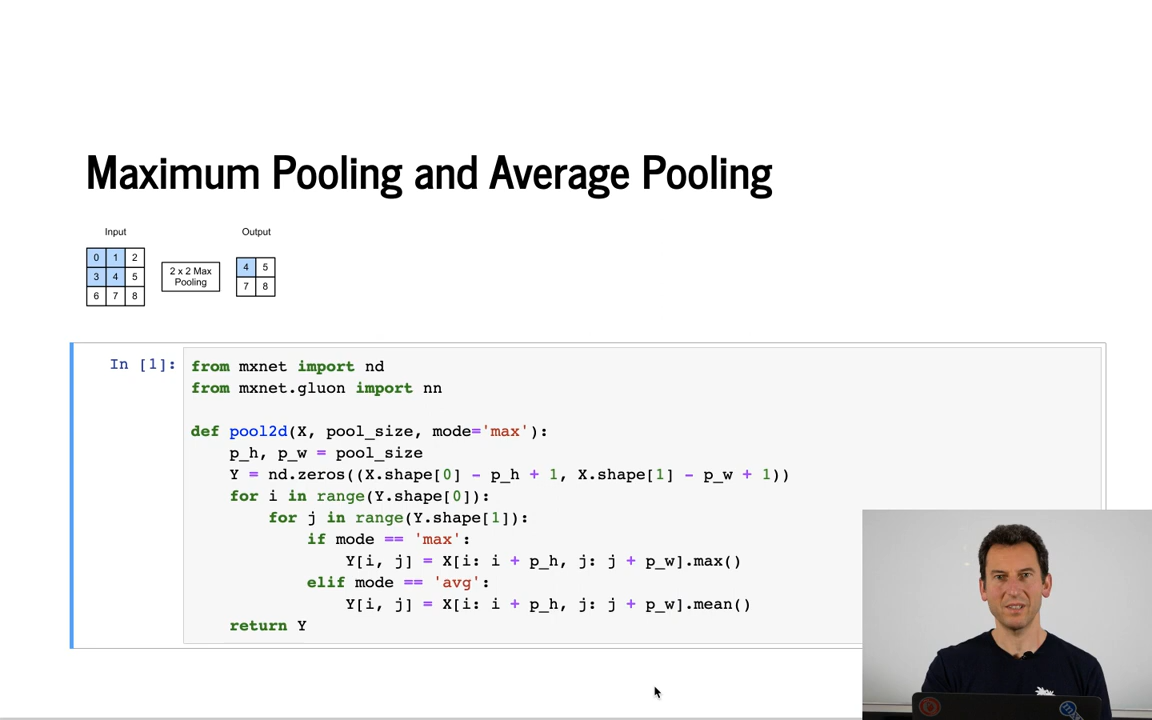 Maximum Pooling and Average Pooling
Input
Output
0 1 2
3 4 5
6 7 8
2 x 2 Max
Pooling
4 5
7 8
In [1]:
from mxnet import nd
from mxnet.gluon import nn
def pool2d(X, pool_size, mode='max'):
    p_h, p_w = pool_size
    Y = nd.zeros((X.shape[0] - p_h + 1, X.shape[1] - p_w + 1))
    for i in range(Y.shape[0]):
        for j in range(Y.shape[1]):
            if mode == 'max':
                Y[i, j] = X[i: i + p_h, j: j + p_w].max()
            elif mode == 'avg':
                Y[i, j] = X[i: i + p_h, j: j + p_w].mean()
    return Y